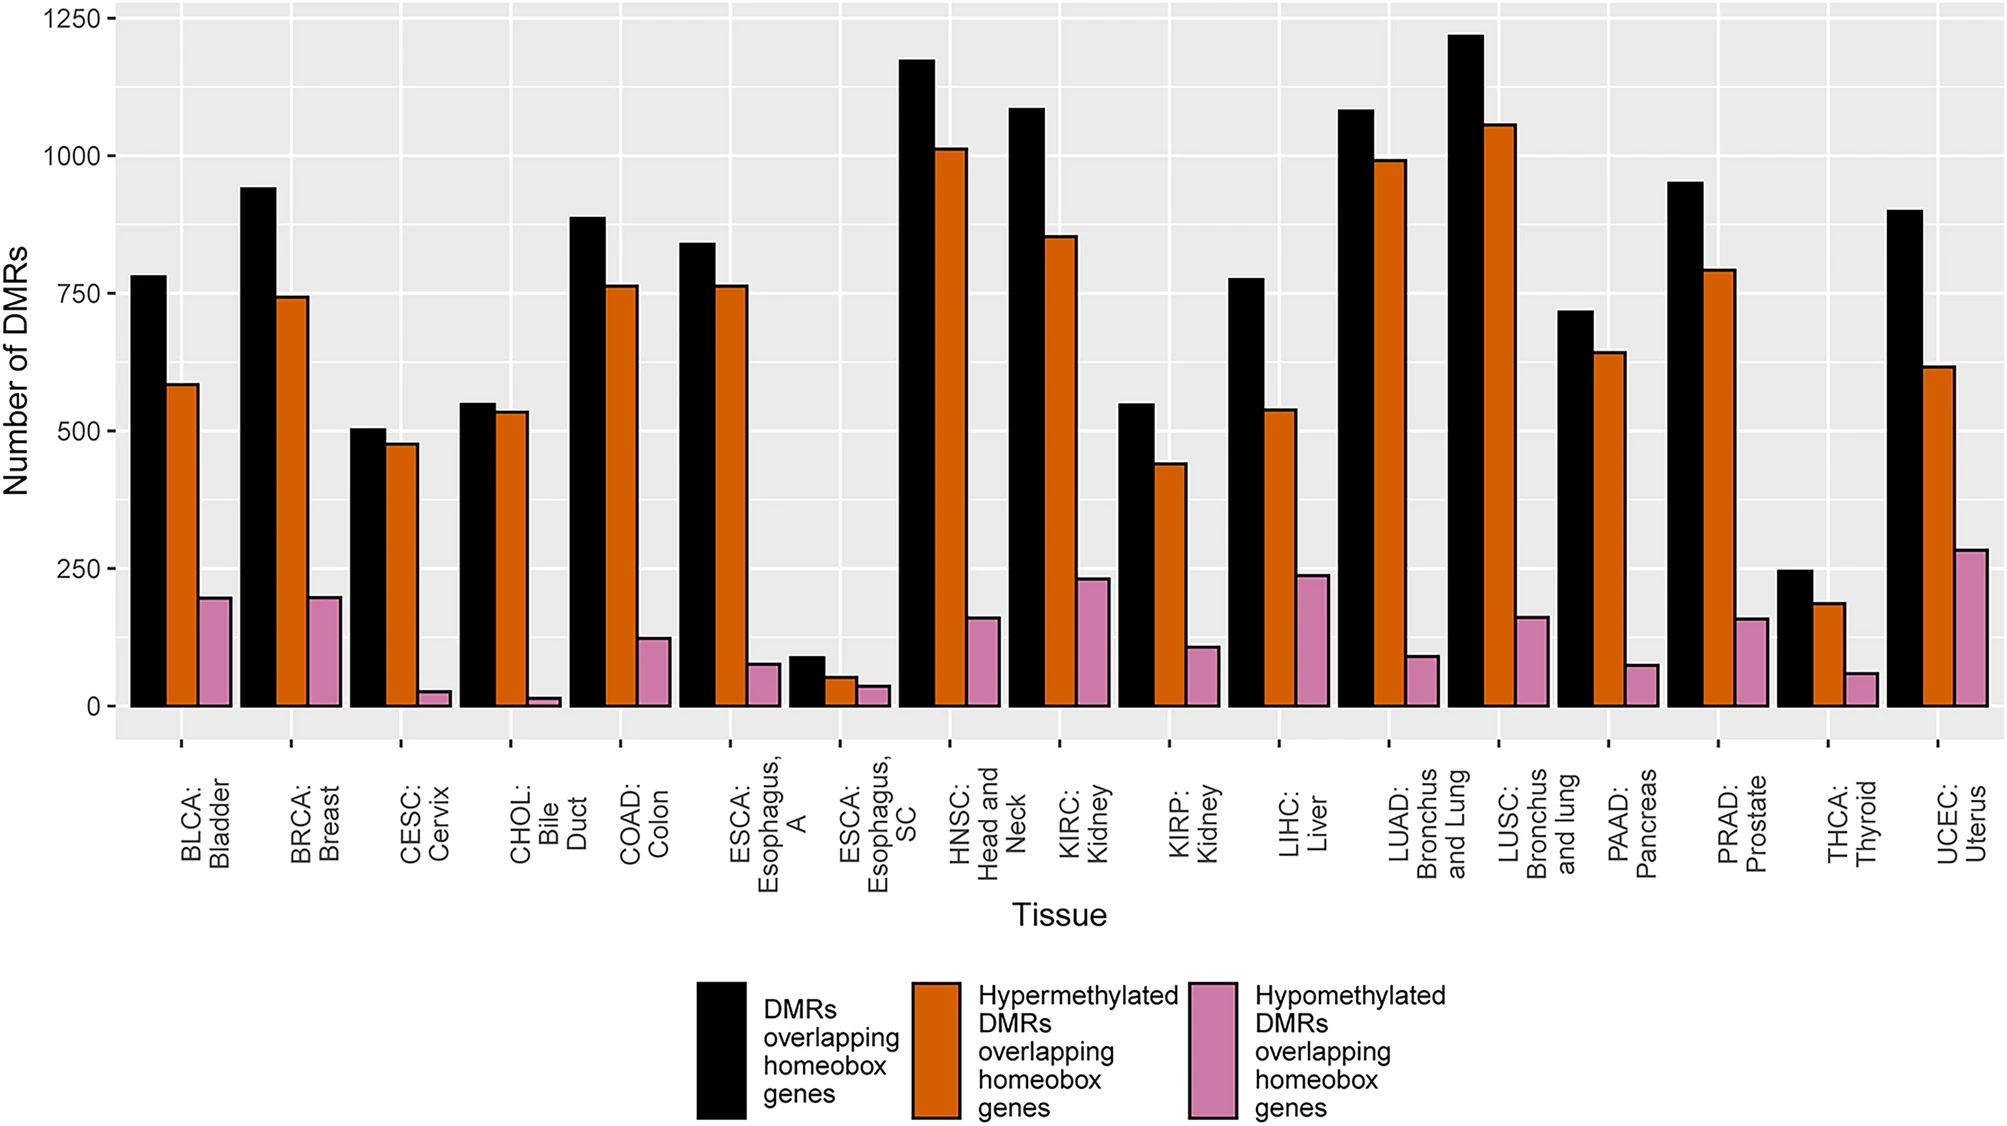 Number of DMRs
1250
1000
750
500
250
0
BLCA:
Bladder
BRCA:
Breast
CESC:
Cervix
CHOL:
Bile
Duct
COAD:
Colon
ESCA:
Esophagus,
A
ESCA:
Esophagus,
SC
HNSC:
Head and
Neck
KIRC:
Kidney
KIRP:
Kidney
LIHC:
Liver
LUAD:
Bronchus
and Lung
LUSC:
Bronchus
and lung
PAAD:
Pancreas
PRAD:
Prostate
THCA:
Thyroid
UCEC:
Uterus
Tissue
DMRs
overlapping
homeobox
genes
Hypermethylated
DMRs
overlapping
homeobox
genes
Hypomethylated
DMRs
overlapping
homeobox
genes